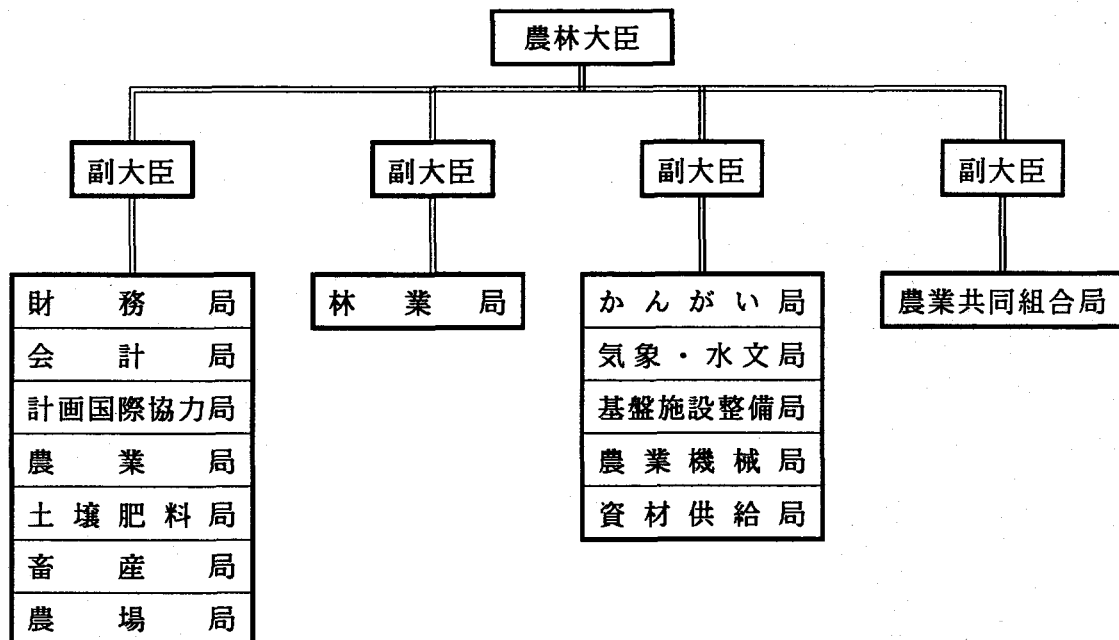 農林大臣
副大臣
副大臣
副大臣
副大臣
財務局
会計局
計画国際協力局
農業局
土壌肥料局
畜産局
農場局
林業局
かんがい局
気象・水文局
基盤施設整備局
農業機械局
資材供給局
農業共同組合局